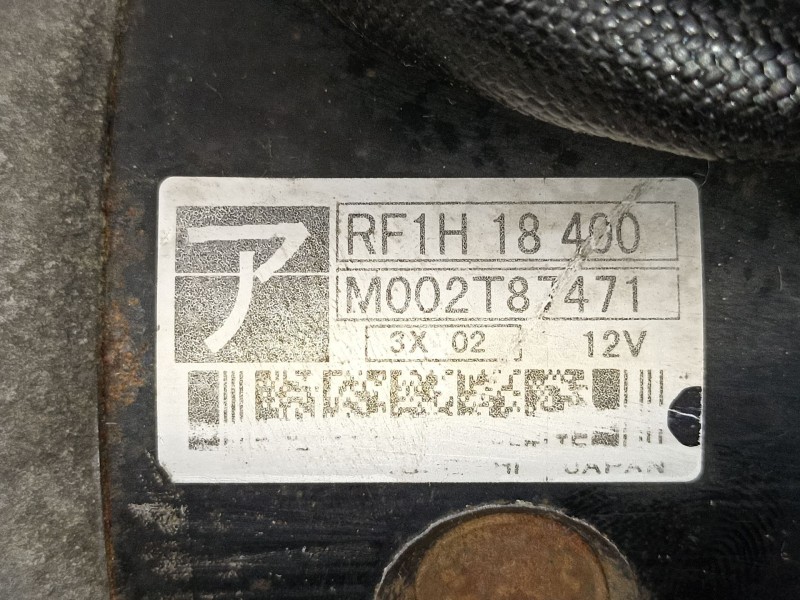 ア
RF1H 18 400
M002T87471
3X 02 12V
JAPAN